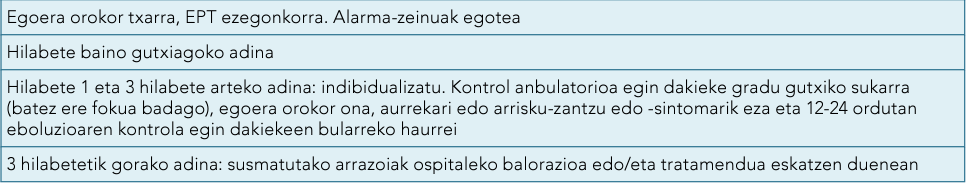 Egoera orokor txarra, EPT ezegonkorra. Alarma-zeinuak egotea
Hilabete baino gutxiagoko adina
Hilabete 1 eta 3 hilabete arteko adina: indibidualizatu. Kontrol anbulatorioa egin dakieke gradu gutxiko sukarra
(batez ere fokua badago), egoera orokor ona, aurrekari edo arrisku-zantzu edo -sintomarik eza eta 12-24 ordutan
eboluzioaren kontrola egin dakiekeen bularreko haurrei
3 hilabetetik gorako adina: susmatutako arrazoiak ospitaleko balorazioa edo/eta tratamendua eskatzen duenean